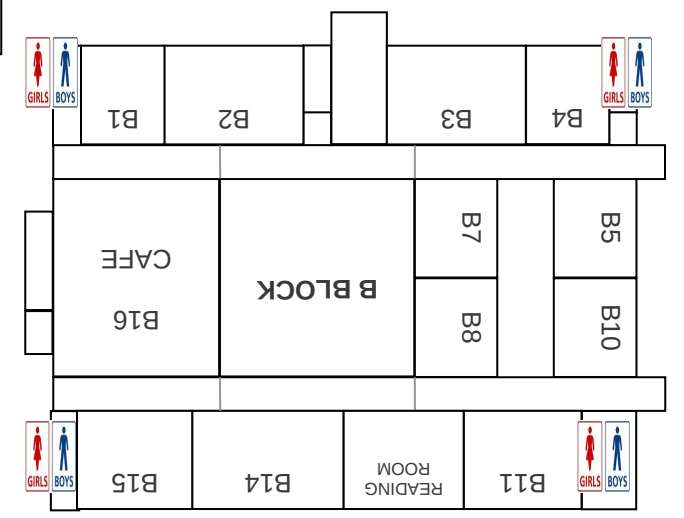 GIRLS BOYS
GIRLS BOYS
B1
B2
B3
B4
B7
B5
CAFE
B BLOCK
B16
B8
B10
GIRLS BOYS
GIRLS BOYS
B15
B14
READING
ROOM
B11